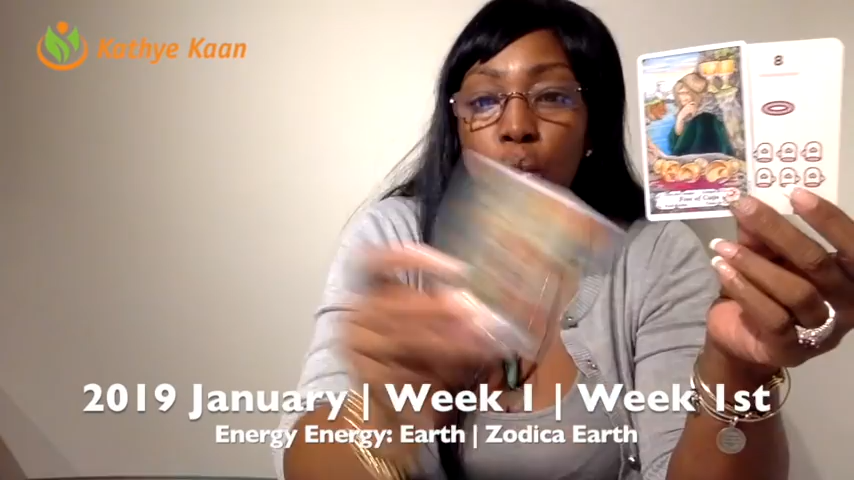 Kathye Kaan
8
Five of Cups
2019 January | Week 1 | Week 1st
Energy Energy: Earth | Zodica Earth